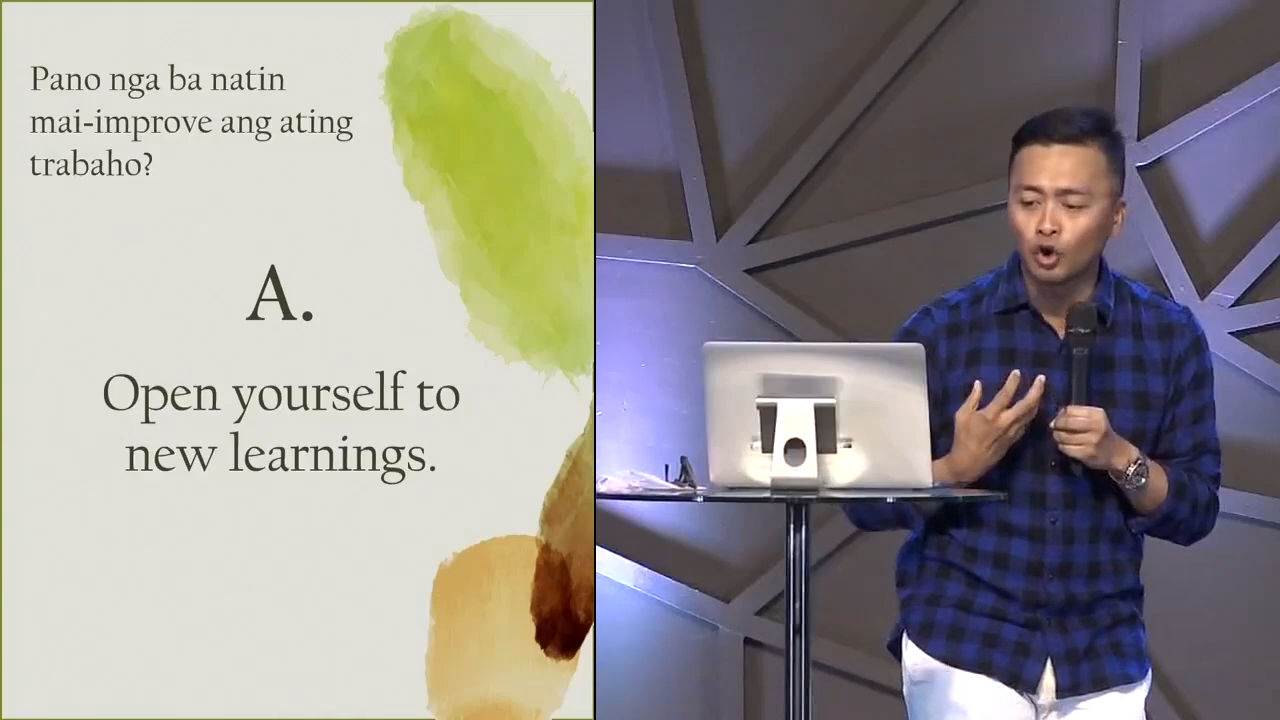 Pano nga ba natin
mai-improve ang ating
trabaho?
A.
Open yourself to
new learnings.